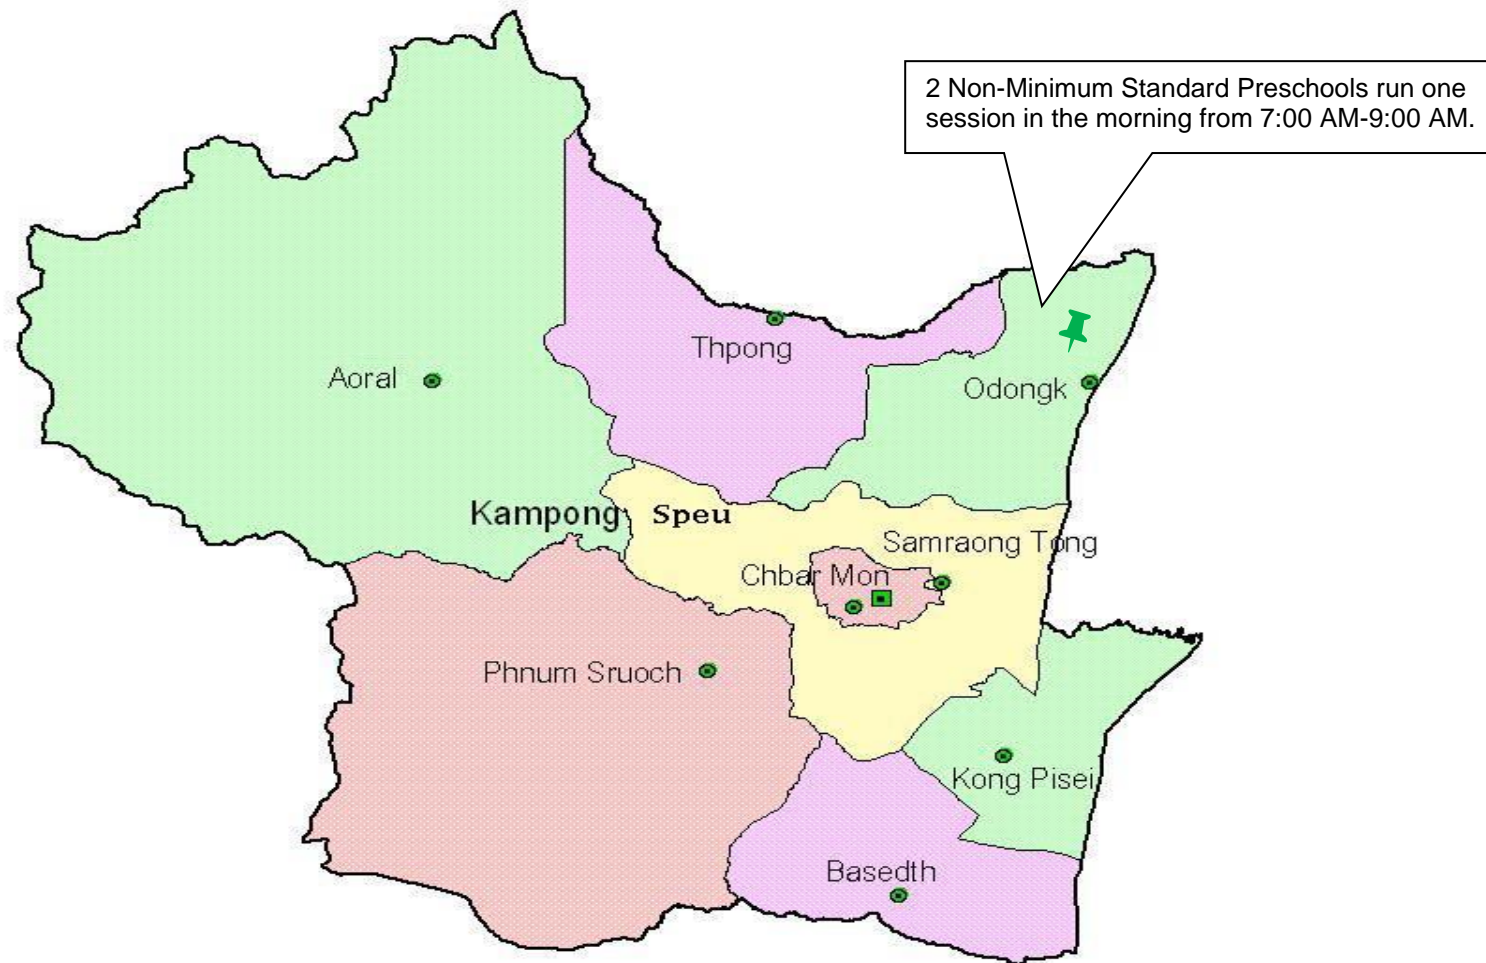 2 Non-Minimum Standard Preschools run one
session in the morning from 7:00 AM-9:00 AM.
Thpong
Aoral
Odongk
Kampong Speu
Samraong Tong
Chbar Mon
Phnum Sruoch
Kong Pisei
Basedth